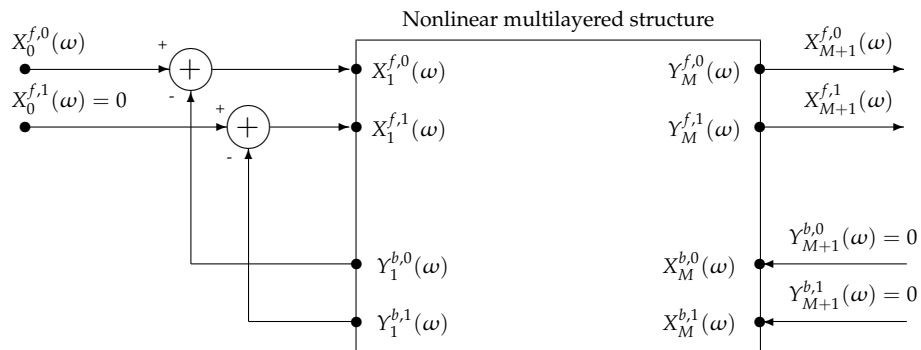 Nonlinear multilayered structure
X_0^{f,0}(ω)
+
+
-
X_1^{f,0}(ω)
Y_M^{f,0}(ω)
X_{M+1}^{f,0}(ω)
X_0^{f,1}(ω) = 0
+
+
-
X_1^{f,1}(ω)
Y_M^{f,1}(ω)
X_{M+1}^{f,1}(ω)
Y_1^{b,0}(ω)
X_M^{b,0}(ω)
Y_{M+1}^{b,0}(ω) = 0
Y_1^{b,1}(ω)
X_M^{b,1}(ω)
Y_{M+1}^{b,1}(ω) = 0